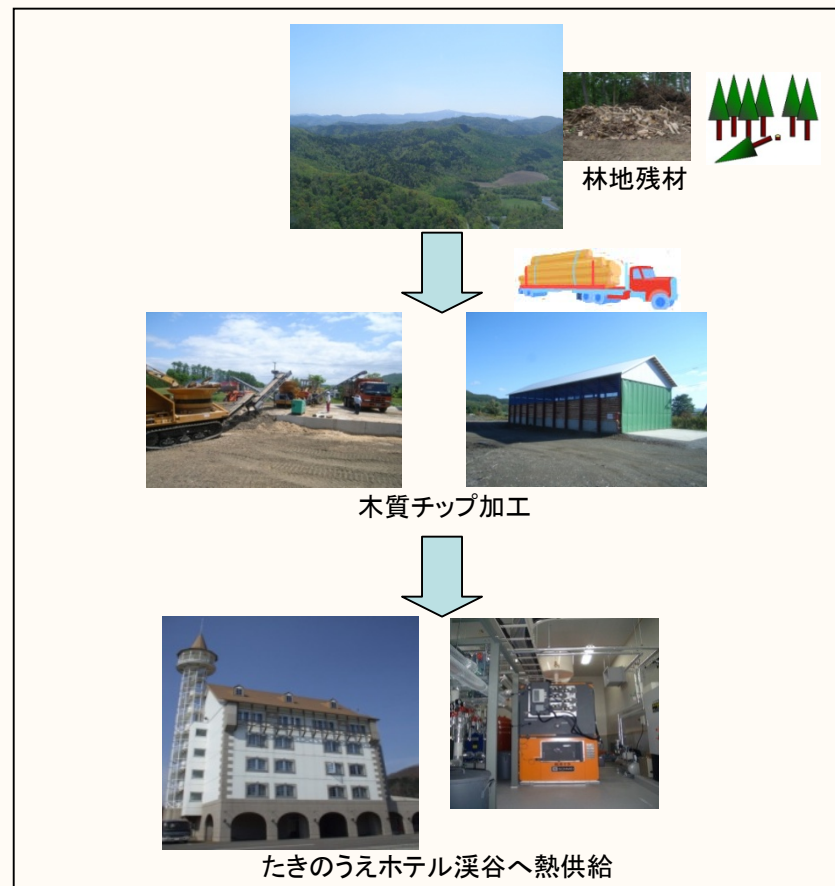 林地残材
木質チップ加工
たきのうえホテル渓谷へ熱供給